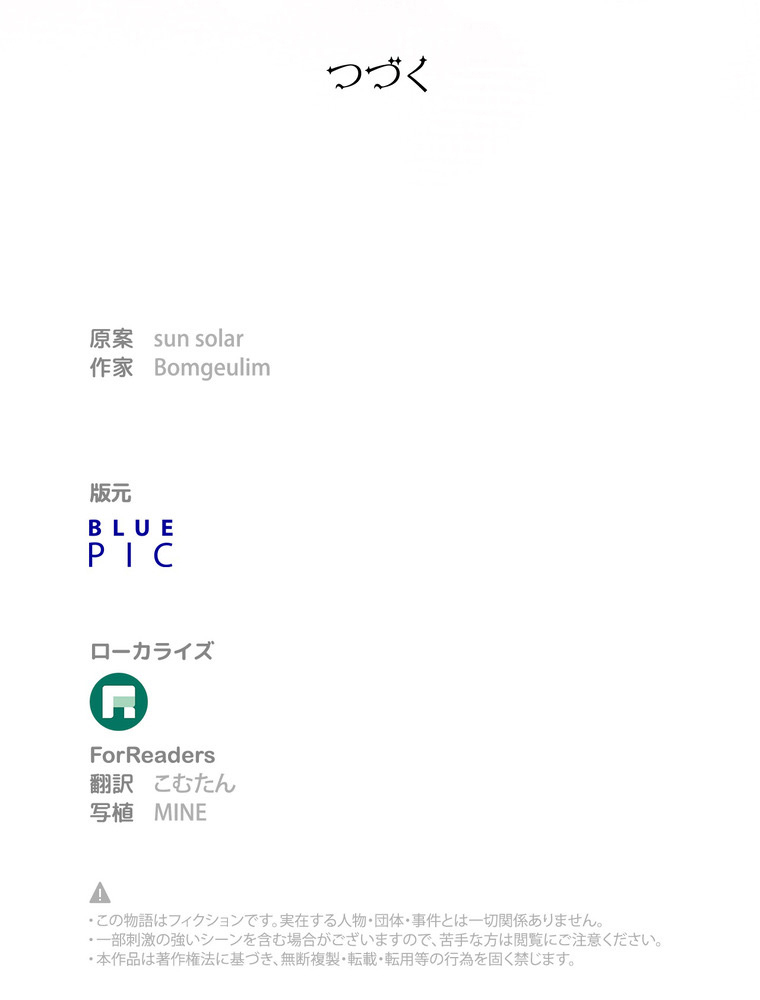 つづく
原案 sun solar
作家 Bomgeulim
版元
BLUE
PIC
ローカライズ
R
ForReaders
翻訳 こむたん
写植 MINE
・この物語はフィクションです。実在する人物・団体・事件とは一切関係ありません。
・一部刺激の強いシーンを含む場合がございますので、苦手な方は閲覧にご注意ください。
・本作品は著作権法に基づき、無断複製・転載・転用等の行為を固く禁じます。